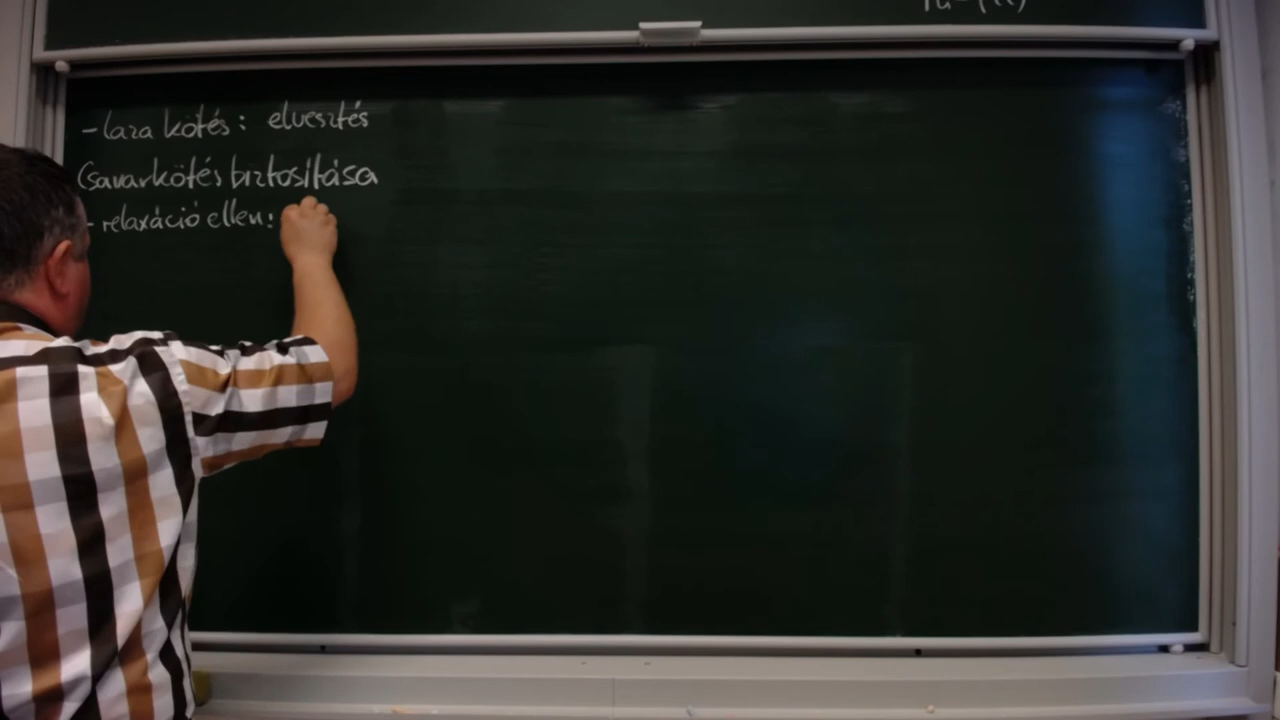 - laza kötés: elvesztés
Csavarkötés biztosítása
- relaxáció ellen: